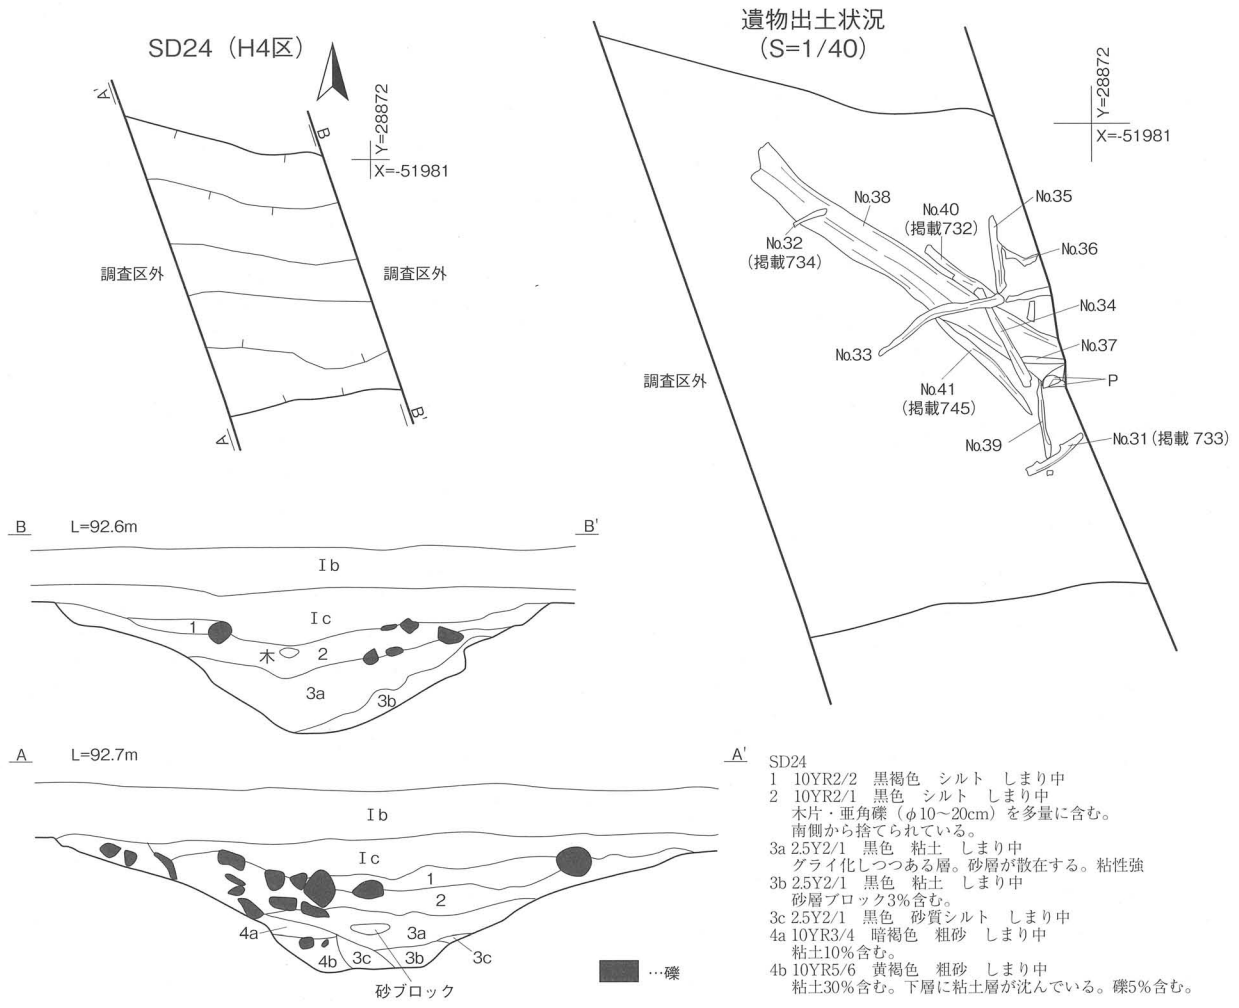 SD24（H4区）
A'
B
Y=28872
X=-51981
調査区外
調査区外
A
B'
遺物出土状況
（S=1/40）
Y=28872
X=-51981
No.35
No.38
No.40
（掲載732）
No.36
No.32
（掲載734）
No.34
No.33
No.37
調査区外
No.41
（掲載745）
P
No.39
No.31（掲載 733）
B L=92.6m B'
Ⅰb
Ⅰc
1
木 2
3a
3b
A L=92.7m A'
Ⅰb
Ⅰc
1
2
4a 3a
4b 3c 3b 3c
砂ブロック
…礫
SD24
1 10YR2/2 黒褐色 シルト しまり中
2 10YR2/1 黒色 シルト しまり中
木片・亜角礫（φ10～20cm）を多量に含む。
南側から捨てられている。
3a 2.5Y2/1 黒色 粘土 しまり中
グライ化しつつある層。砂層が散在する。粘性強
3b 2.5Y2/1 黒色 粘土 しまり中
砂層ブロック3%含む。
3c 2.5Y2/1 黒色 砂質シルト しまり中
4a 10YR3/4 暗褐色 粗砂 しまり中
粘土10%含む。
4b 10YR5/6 黄褐色 粗砂 しまり中
粘土30%含む。下層に粘土層が沈んでいる。礫5%含む。